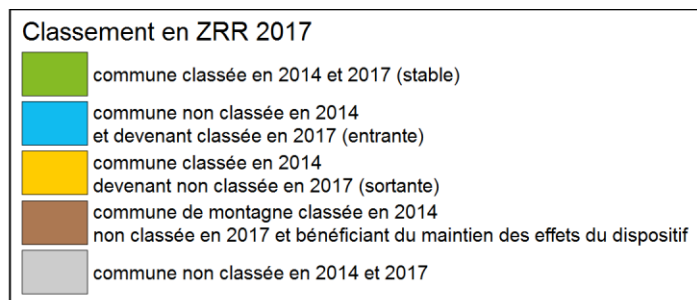 Classement en ZRR 2017
commune classée en 2014 et 2017 (stable)
commune non classée en 2014
et devenant classée en 2017 (entrante)
commune classée en 2014
devenant non classée en 2017 (sortante)
commune de montagne classée en 2014
non classée en 2017 et bénéficiant du maintien des effets du dispositif
commune non classée en 2014 et 2017